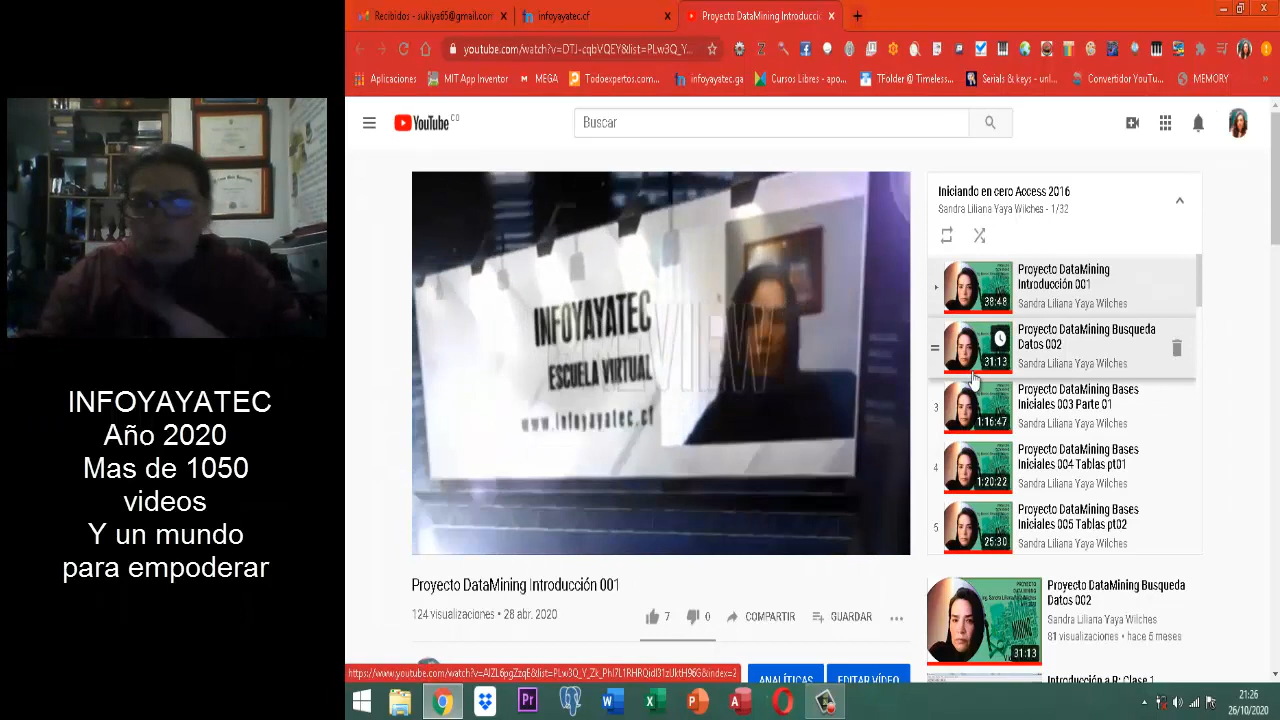 Recibidos - sukiya65@gmail.com
infoyayatec.cf
Proyecto DataMining Introducció
youtube.com/watch?v=DTJ-cqbVQEY&list=PLw3Q_Y...
Aplicaciones
MIT App Inventor
MEGA
Todoexpertos.com...
infoyayatec.ga
Cursos Libres - apo...
TFolder @ Timeless...
Serials & keys - unl...
Convertidor YouTu...
MEMORY
YouTube CO
Buscar
INFOYAYATEC
ESCUELA VIRTUAL
www.infoyayatec.cf
Iniciando en cero Access 2016
Sandra Liliana Yaya Wilches - 1/32
38:48
Proyecto DataMining
Introducción 001
Sandra Liliana Yaya Wilches
31:13
Proyecto DataMining Busqueda
Datos 002
Sandra Liliana Yaya Wilches
3
1:16:47
Proyecto DataMining Bases
Iniciales 003 Parte 01
Sandra Liliana Yaya Wilches
4
1:20:22
Proyecto DataMining Bases
Iniciales 004 Tablas pt01
Sandra Liliana Yaya Wilches
5
25:30
Proyecto DataMining Bases
Iniciales 005 Tablas pt02
Sandra Liliana Yaya Wilches
Proyecto DataMining Introducción 001
124 visualizaciones • 28 abr. 2020
7
0
COMPARTIR
GUARDAR
PROYECTO
DATA MINING
31:13
Proyecto DataMining Busqueda
Datos 002
Sandra Liliana Yaya Wilches
81 visualizaciones • hace 5 meses
ANALÍTICAS
EDITAR VÍDEO
INFOYAYATEC
Año 2020
Mas de 1050
videos
Y un mundo
para empoderar
21:26
26/10/2020